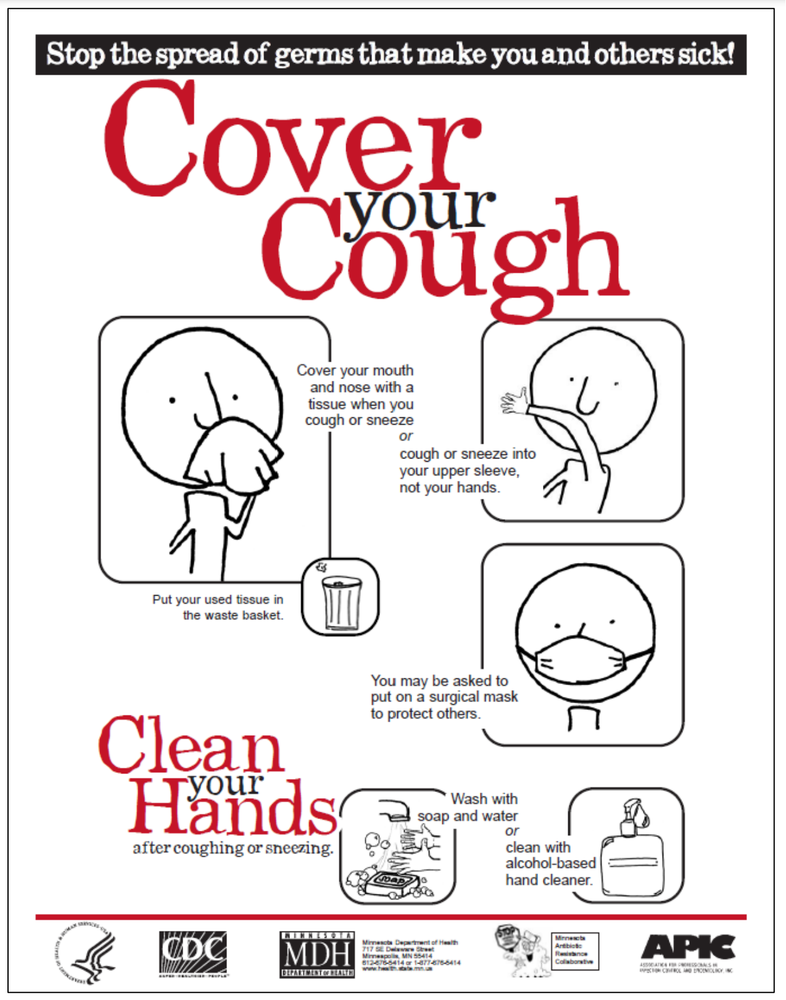 Stop the spread of germs that make you and others sick!
Cover
your
Cough
Cover your mouth
and nose with a
tissue when you
cough or sneeze
or
cough or sneeze into
your upper sleeve,
not your hands.
Put your used tissue in
the waste basket.
You may be asked to
put on a surgical mask
to protect others.
Clean
your
Hands
after coughing or sneezing.
Wash with
soap and water
or
clean with
alcohol-based
hand cleaner.
SOAP
DEPARTMENT OF HEALTH & HUMAN SERVICES·USA
CDC
SAFER·HEALTHIER·PEOPLE™
MINNESOTA
MDH
DEPARTMENT OF HEALTH
Minnesota Department of Health
717 SE Delaware Street
Minneapolis, MN 55414
612-676-5414 or 1-877-676-5414
www.health.state.mn.us
STOP
Minnesota
Antibiotic
Resistance
Collaborative
APIC
ASSOCIATION FOR PROFESSIONALS IN
INFECTION CONTROL AND EPIDEMIOLOGY, INC